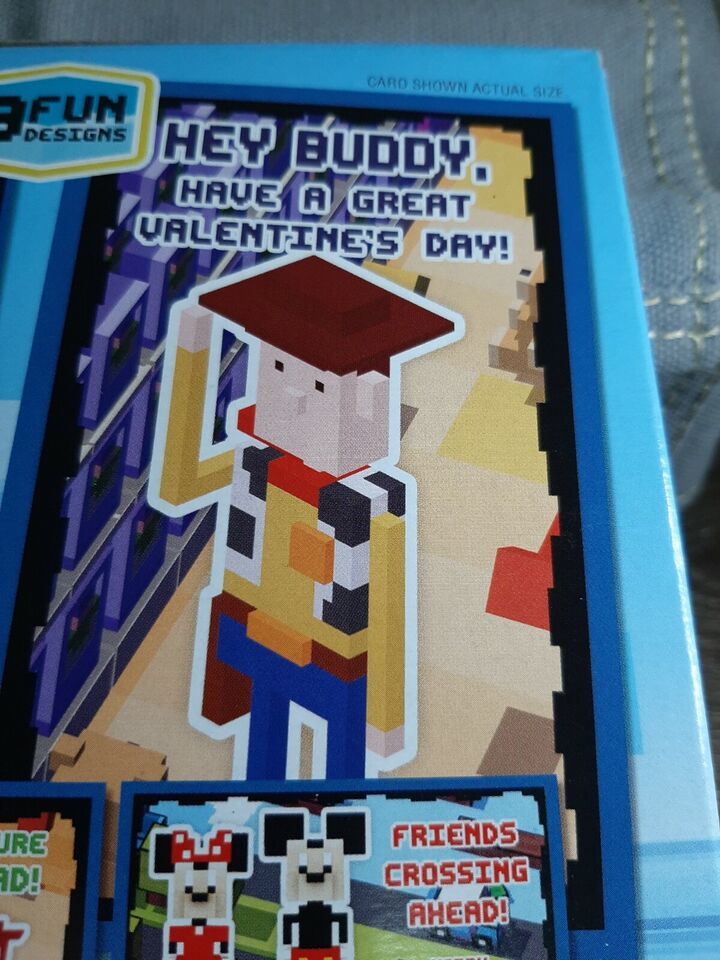 CARD SHOWN ACTUAL SIZE
FUN
DESIGNS
HEY BUDDY,
HAVE A GREAT
VALENTINE'S DAY!
URE
AD!
FRIENDS
CROSSING
AHEAD!